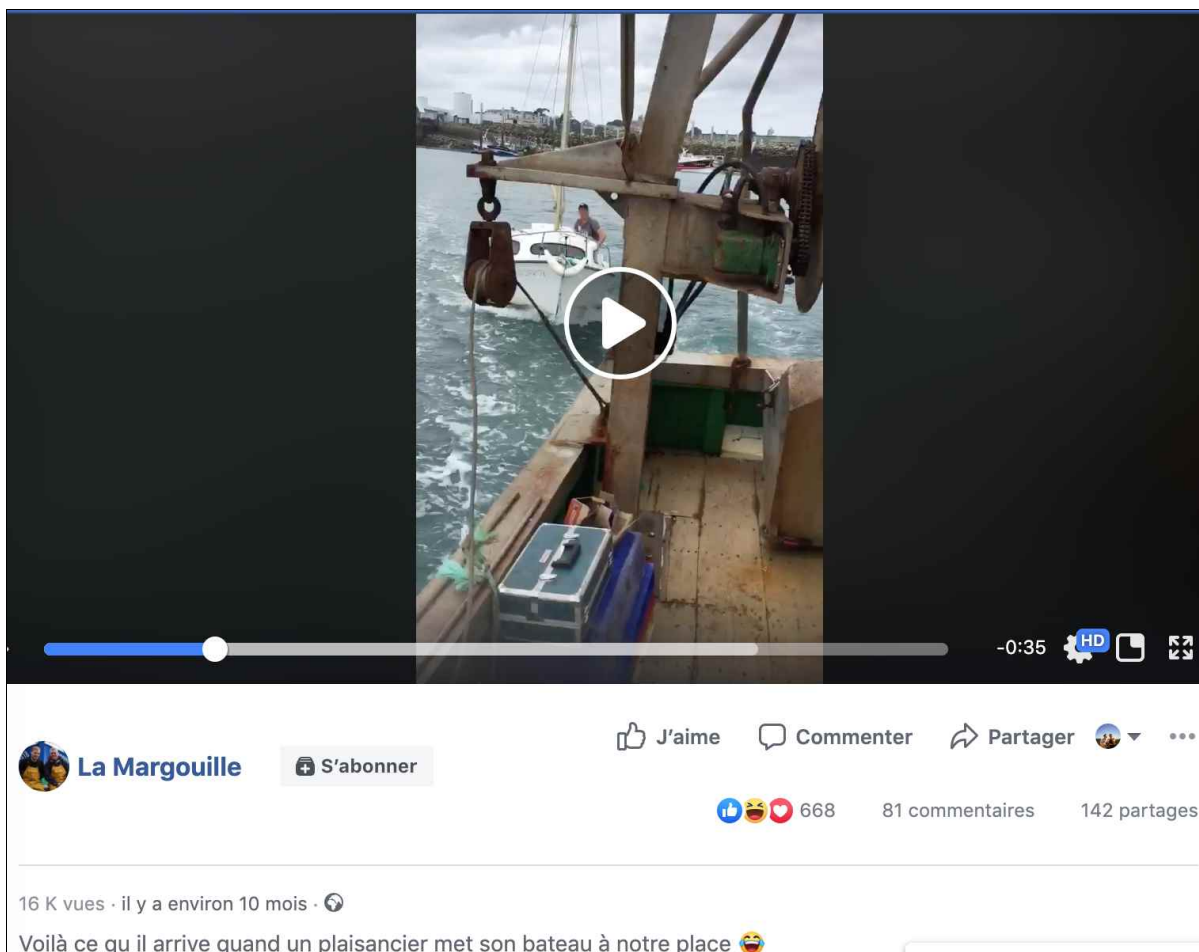 -0:35 HD
La Margouille S'abonner J'aime Commenter Partager
668 81 commentaires 142 partages
16 K vues · il y a environ 10 mois ·
Voilà ce qu il arrive quand un plaisancier met son bateau à notre place 😂